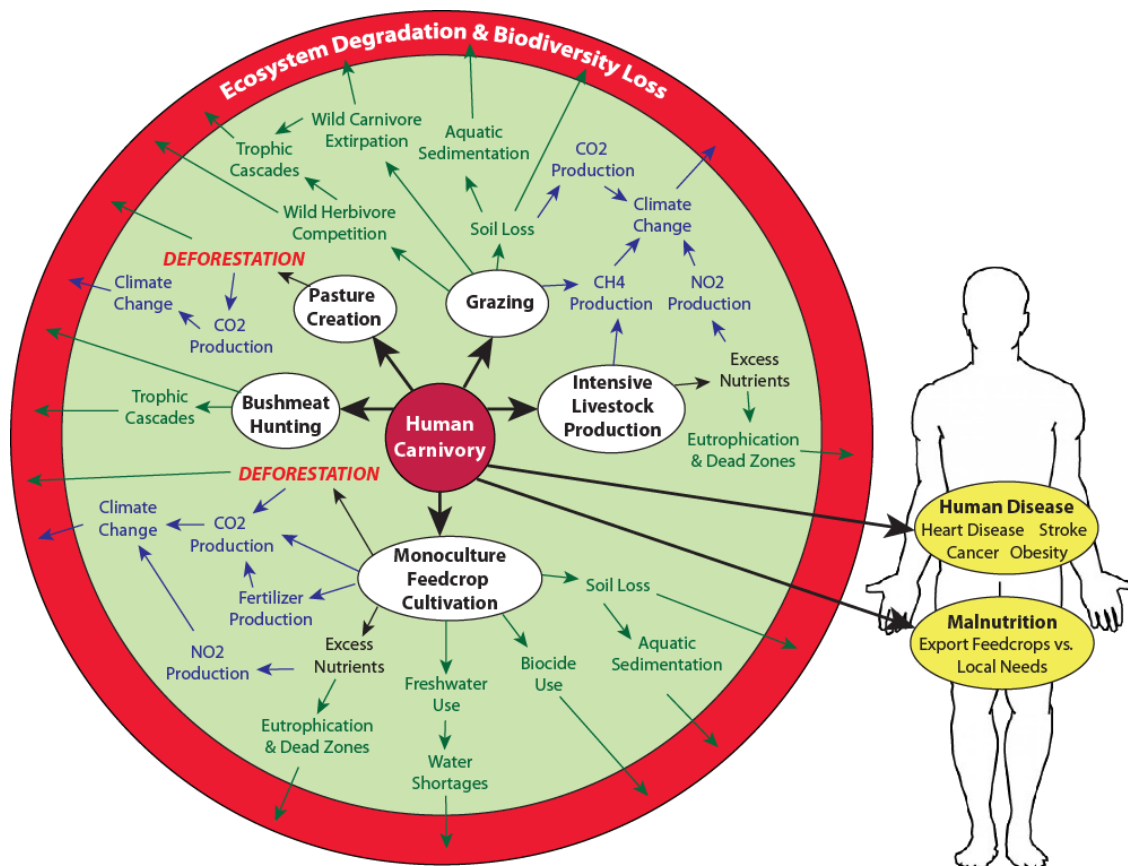 Ecosystem Degradation & Biodiversity Loss
Wild Carnivore
Extirpation
Trophic
Cascades
Aquatic
Sedimentation
CO2
Production
Wild Herbivore
Competition
Soil Loss
Climate
Change
DEFORESTATION
Climate
Change
CO2
Production
Pasture
Creation
Grazing
CH4
Production
NO2
Production
Trophic
Cascades
Bushmeat
Hunting
Human
Carnivory
Intensive
Livestock
Production
Excess
Nutrients
Eutrophication
& Dead Zones
DEFORESTATION
Climate
Change
CO2
Production
Fertilizer
Production
NO2
Production
Monoculture
Feedcrop
Cultivation
Excess
Nutrients
Eutrophication
& Dead Zones
Freshwater
Use
Water
Shortages
Biocide
Use
Soil Loss
Aquatic
Sedimentation
Human Disease
Heart Disease Stroke
Cancer Obesity
Malnutrition
Export Feedcrops vs.
Local Needs